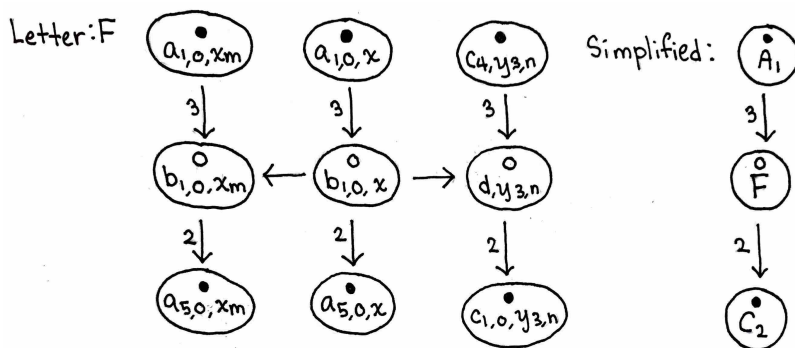 Letter: F
a1,0,xm a1,0,x c4,y3,n Simplified: A1
3 3 3 3
b1,0,xm b1,0,x d,y3,n F
2 2 2 2
a5,0,xm a5,0,x c1,0,y3,n C2